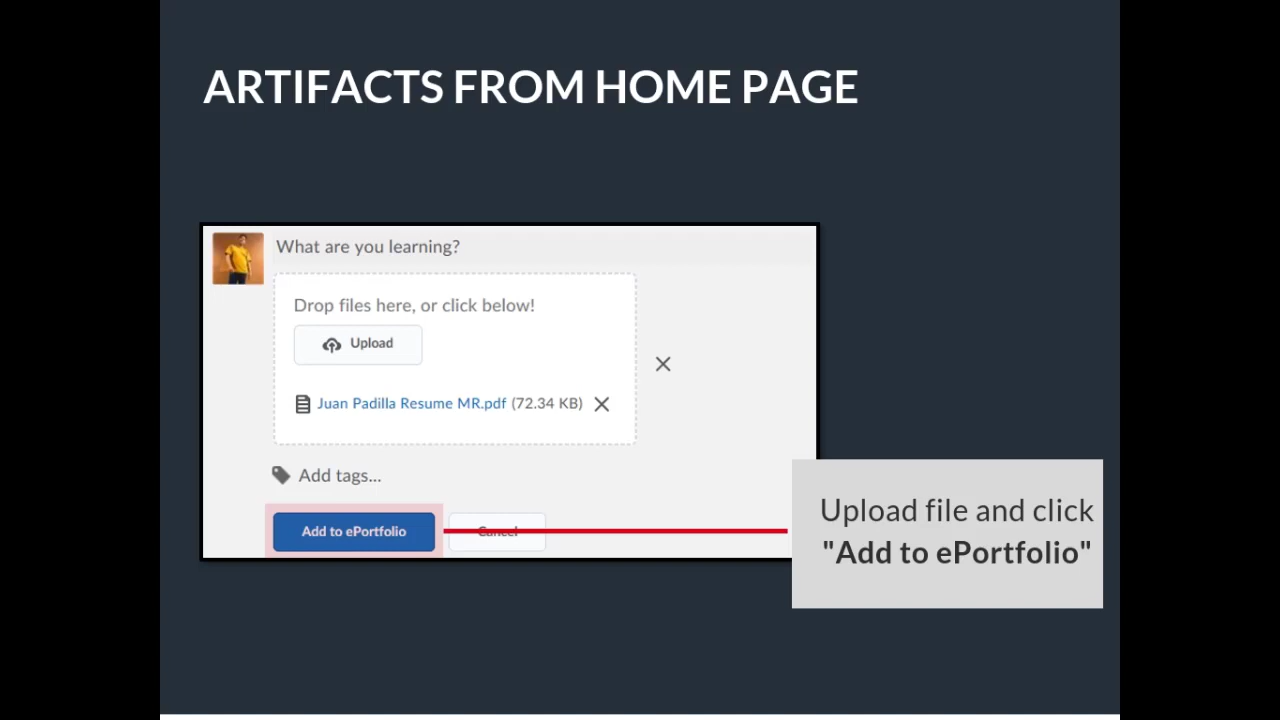 ARTIFACTS FROM HOME PAGE
What are you learning?
Drop files here, or click below!
Upload
Juan Padilla Resume MR.pdf (72.34 KB)
Add tags...
Add to ePortfolio
Cancel
Upload file and click
"Add to ePortfolio"